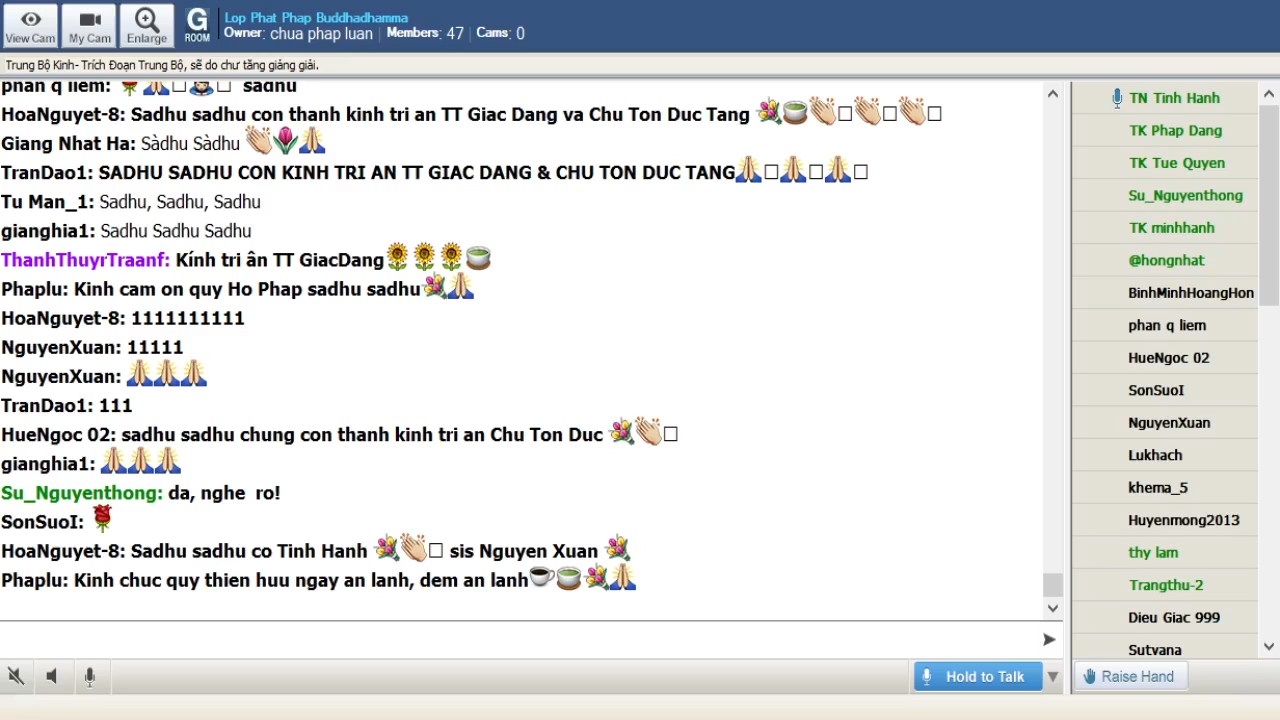 View Cam
My Cam
Enlarge
G
ROOM
Lop Phat Phap Buddhadhamma
Owner: chua phap luan | Members: 47 | Cams: 0
Trung Bộ Kinh- Trích Đoạn Trung Bộ, sẽ do chư tăng giảng giải.
phan q liem: sadhu
HoaNguyet-8: Sadhu sadhu con thanh kinh tri an TT Giac Dang va Chu Ton Duc Tang
Giang Nhat Ha: Sàdhu Sàdhu
TranDao1: SADHU SADHU CON KINH TRI AN TT GIAC DANG & CHU TON DUC TANG
Tu Man_1: Sadhu, Sadhu, Sadhu
gianghia1: Sadhu Sadhu Sadhu
ThanhThuyrTraanf: Kính tri ân TT GiacDang
Phaplu: Kinh cam on quy Ho Phap sadhu sadhu
HoaNguyet-8: 1111111111
NguyenXuan: 11111
NguyenXuan:
TranDao1: 111
HueNgoc 02: sadhu sadhu chung con thanh kinh tri an Chu Ton Duc
gianghia1:
Su_Nguyenthong: da, nghe ro!
SonSuoI:
HoaNguyet-8: Sadhu sadhu co Tinh Hanh sis Nguyen Xuan
Phaplu: Kinh chuc quy thien huu ngay an lanh, dem an lanh
TN Tinh Hanh
TK Phap Dang
TK Tue Quyen
Su_Nguyenthong
TK minhhanh
@hongnhat
BinhMinhHoangHon
phan q liem
HueNgoc 02
SonSuoI
NguyenXuan
Lukhach
khema_5
Huyenmong2013
thy lam
Trangthu-2
Dieu Giac 999
Sutvana
Hold to Talk
Raise Hand